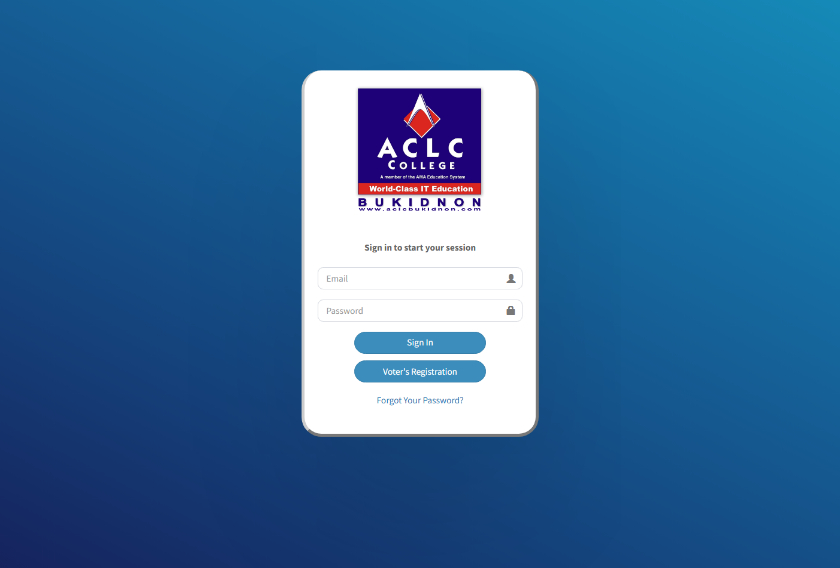 ACLC
COLLEGE
A member of the AMA Education System
World-Class IT Education
BUKIDNON
www.aclcbukidnon.com
Sign in to start your session
Email
Password
Sign In
Voter's Registration
Forgot Your Password?